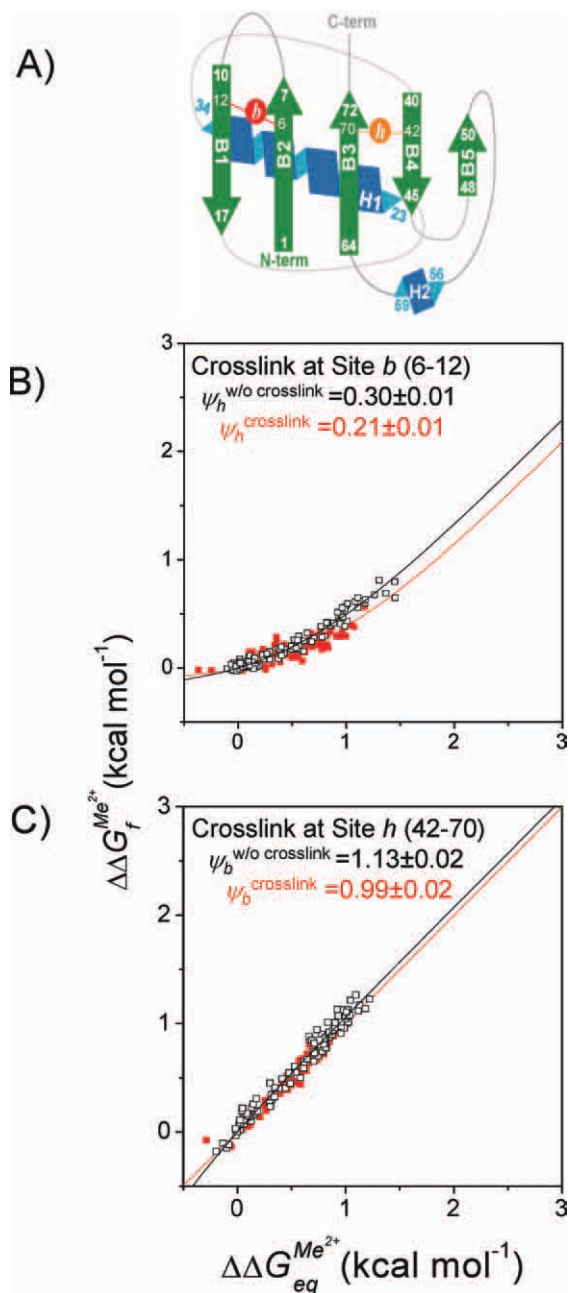 A)
C-term
10
7
72
40
34
12
b
6
70
h
42
50
B1
B2
B3
B4
B5
H1
45
48
23
17
1
64
N-term
56
H2
59
B)
3
2
1
0
Crosslink at Site b (6-12)
ψh w/o crosslink =0.30±0.01
ψh crosslink =0.21±0.01
0 1 2 3
ΔΔGf Me2+ (kcal mol-1)
C)
3
2
1
0
Crosslink at Site h (42-70)
ψb w/o crosslink =1.13±0.02
ψb crosslink =0.99±0.02
0 1 2 3
ΔΔGeq Me2+ (kcal mol-1)